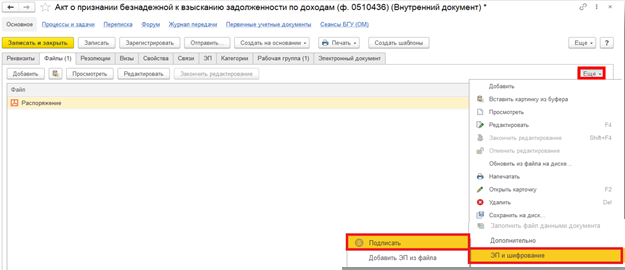 Акт о признании безнадежной к взысканию задолженности по доходам (ф. 0510436) (Внутренний документ) *
Основное Процессы и задачи Переписка Форум Журнал передачи Первичные учетные документы Сеансы БГУ (ОМ)
Записать и закрыть Записать Зарегистрировать Отправить... Создать на основании Печать Создать шаблоны Еще ?
Реквизиты Файлы (1) Резолюции Визы Свойства Связи ЭП Категории Рабочая группа (1) Электронный документ
Добавить Просмотреть Редактировать Закончить редактирование Еще
Файл
Распоряжение
Добавить
Вставить картинку из буфера
Просмотреть
Редактировать F4
Закончить редактирование Shift+F4
Отменить редактирование
Обновить из файла на диске...
Напечатать
Открыть карточку F2
Удалить Del
Сохранить на диск...
Заполнить файл данными документа
Дополнительно
ЭП и шифрование
Подписать
Добавить ЭП из файла